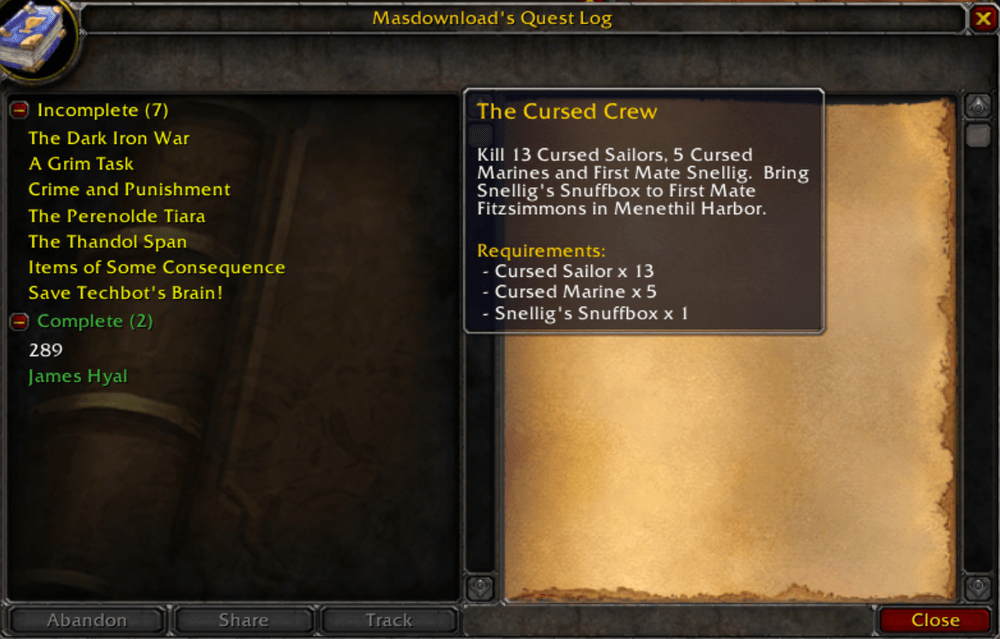 Masdownload's Quest Log
Incomplete (7)
The Dark Iron War
A Grim Task
Crime and Punishment
The Perenolde Tiara
The Thandol Span
Items of Some Consequence
Save Techbot's Brain!
Complete (2)
289
James Hyal
The Cursed Crew
Kill 13 Cursed Sailors, 5 Cursed
Marines and First Mate Snellig. Bring
Snellig's Snuffbox to First Mate
Fitzsimmons in Menethil Harbor.
Requirements:
- Cursed Sailor x 13
- Cursed Marine x 5
- Snellig's Snuffbox x 1
Abandon
Share
Track
Close